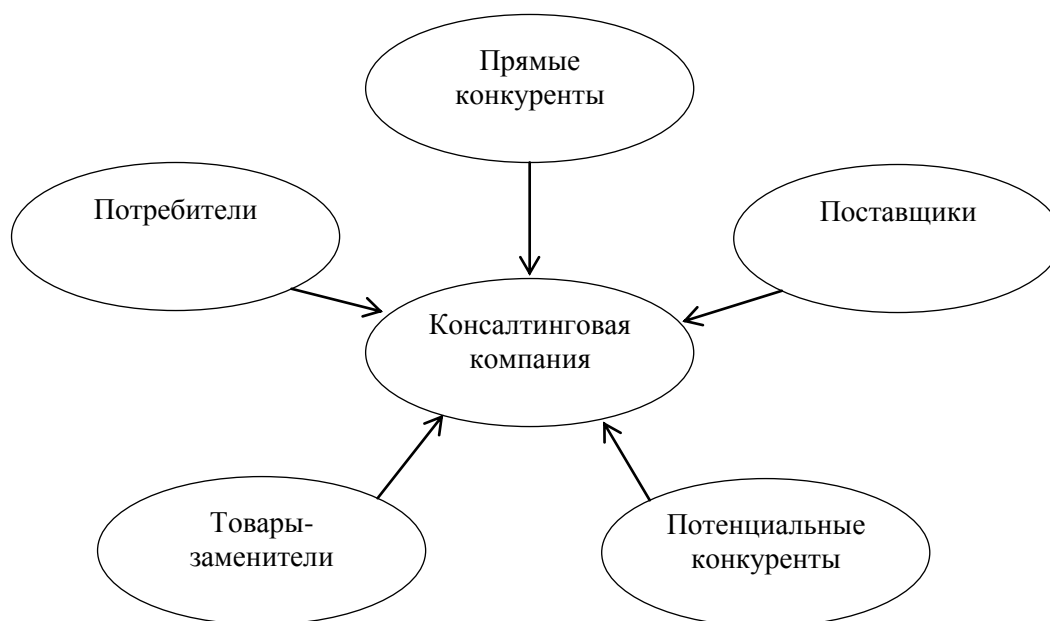 Прямые
конкуренты
Потребители
Поставщики
Консалтинговая
компания
Товары-
заменители
Потенциальные
конкуренты